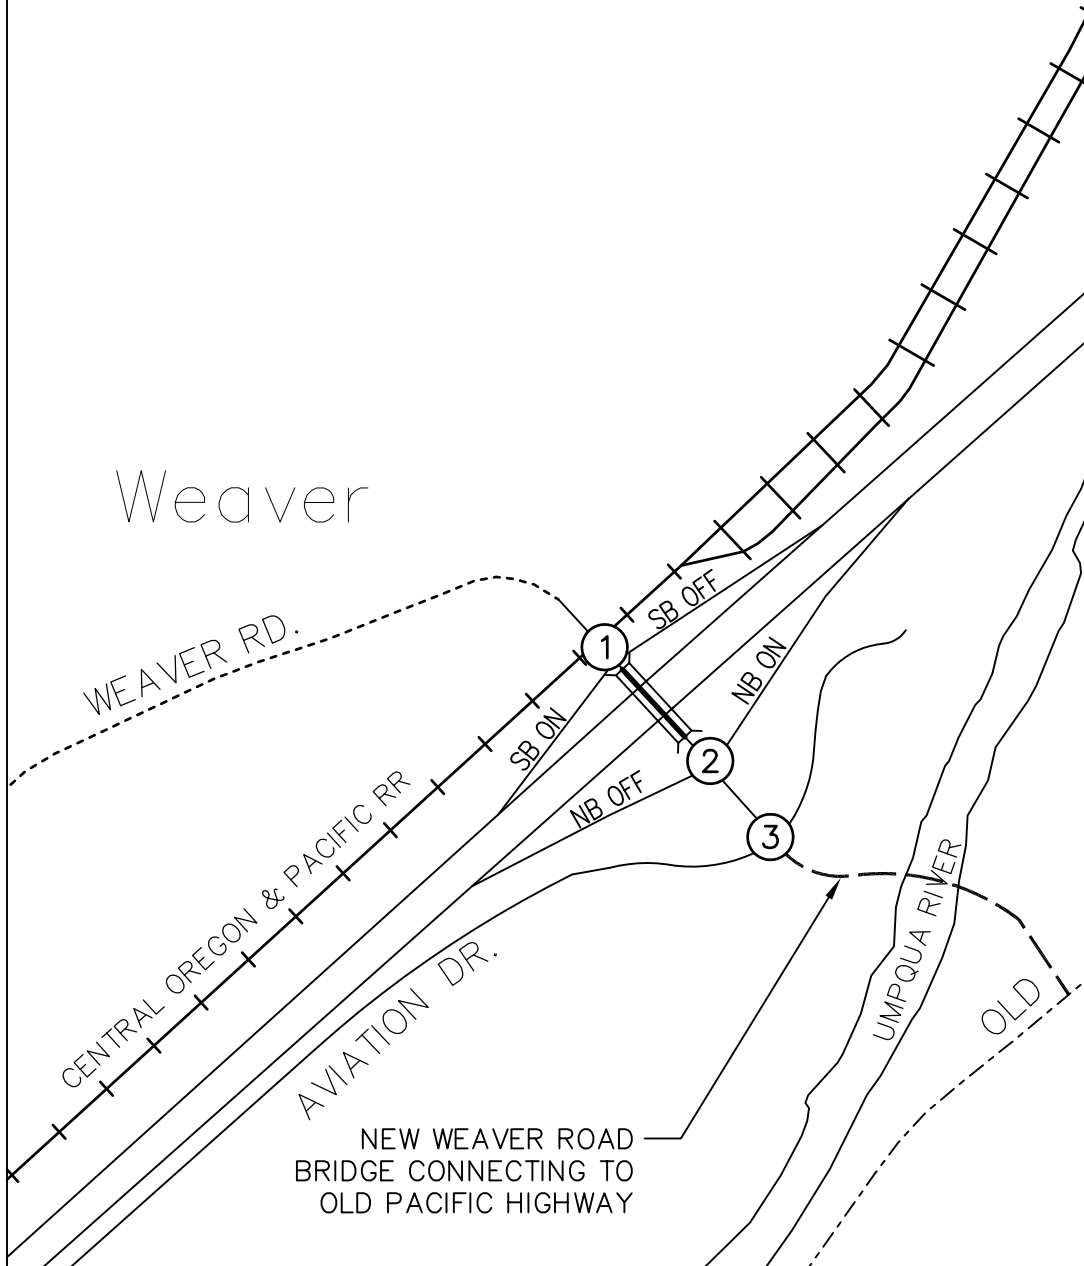 Weaver
SB OFF
WEAVER RD.
1
NB ON
SB ON
2
NB OFF
3
CENTRAL OREGON & PACIFIC RR
UMPQUA RIVER
AVIATION DR.
OLD
NEW WEAVER ROAD
BRIDGE CONNECTING TO
OLD PACIFIC HIGHWAY